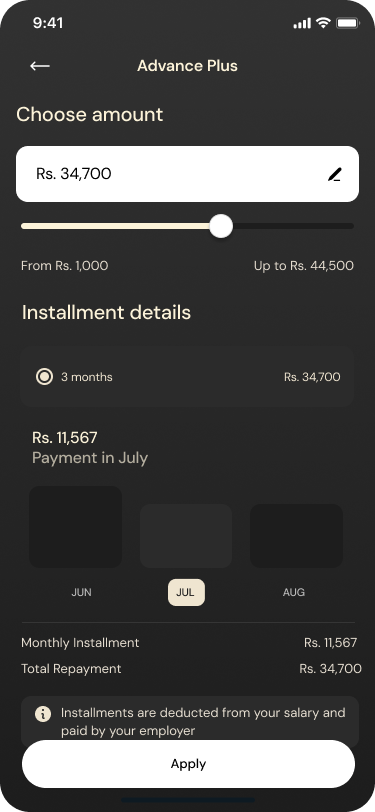 9:41
Advance Plus
Choose amount
Rs. 34,700
From Rs. 1,000
Up to Rs. 44,500
Installment details
3 months
Rs. 34,700
Rs. 11,567
Payment in July
JUN
JUL
AUG
Monthly Installment
Rs. 11,567
Total Repayment
Rs. 34,700
Installments are deducted from your salary and
paid by your employer
Apply